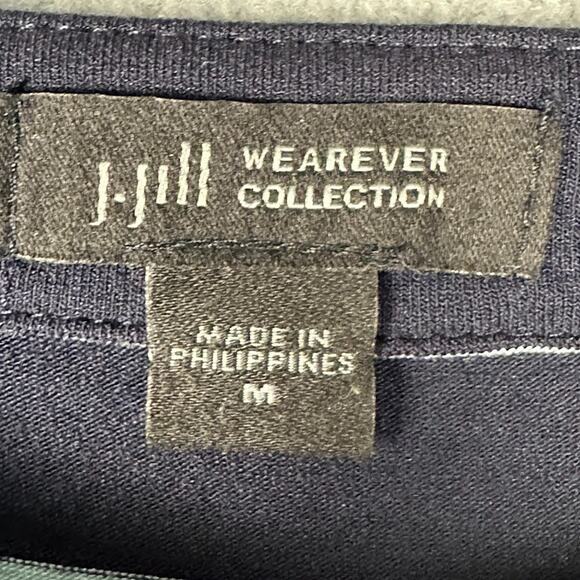 J.Jill
WEAREVER
COLLECTION
MADE IN
PHILIPPINES
M